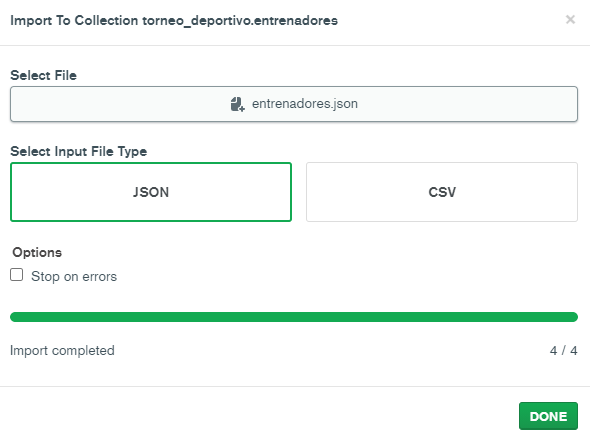 Import To Collection torneo_deportivo.entrenadores ×
Select File
entrenadores.json
Select Input File Type
JSON CSV
Options
Stop on errors
Import completed 4 / 4
DONE